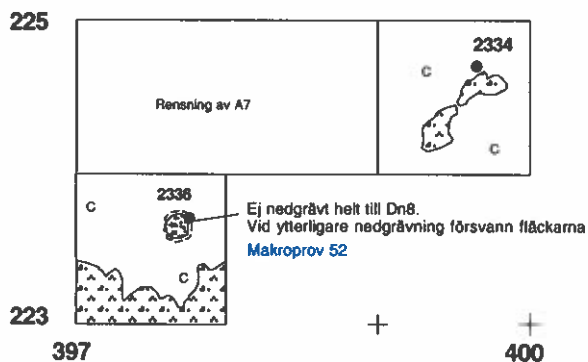 225
2334
C
Rensning av A7
C
2336
C
Ej nedgrävt helt till Dn8.
Vid ytterligare nedgrävning försvann fläckarna
Makroprov 52
C
223
397
400